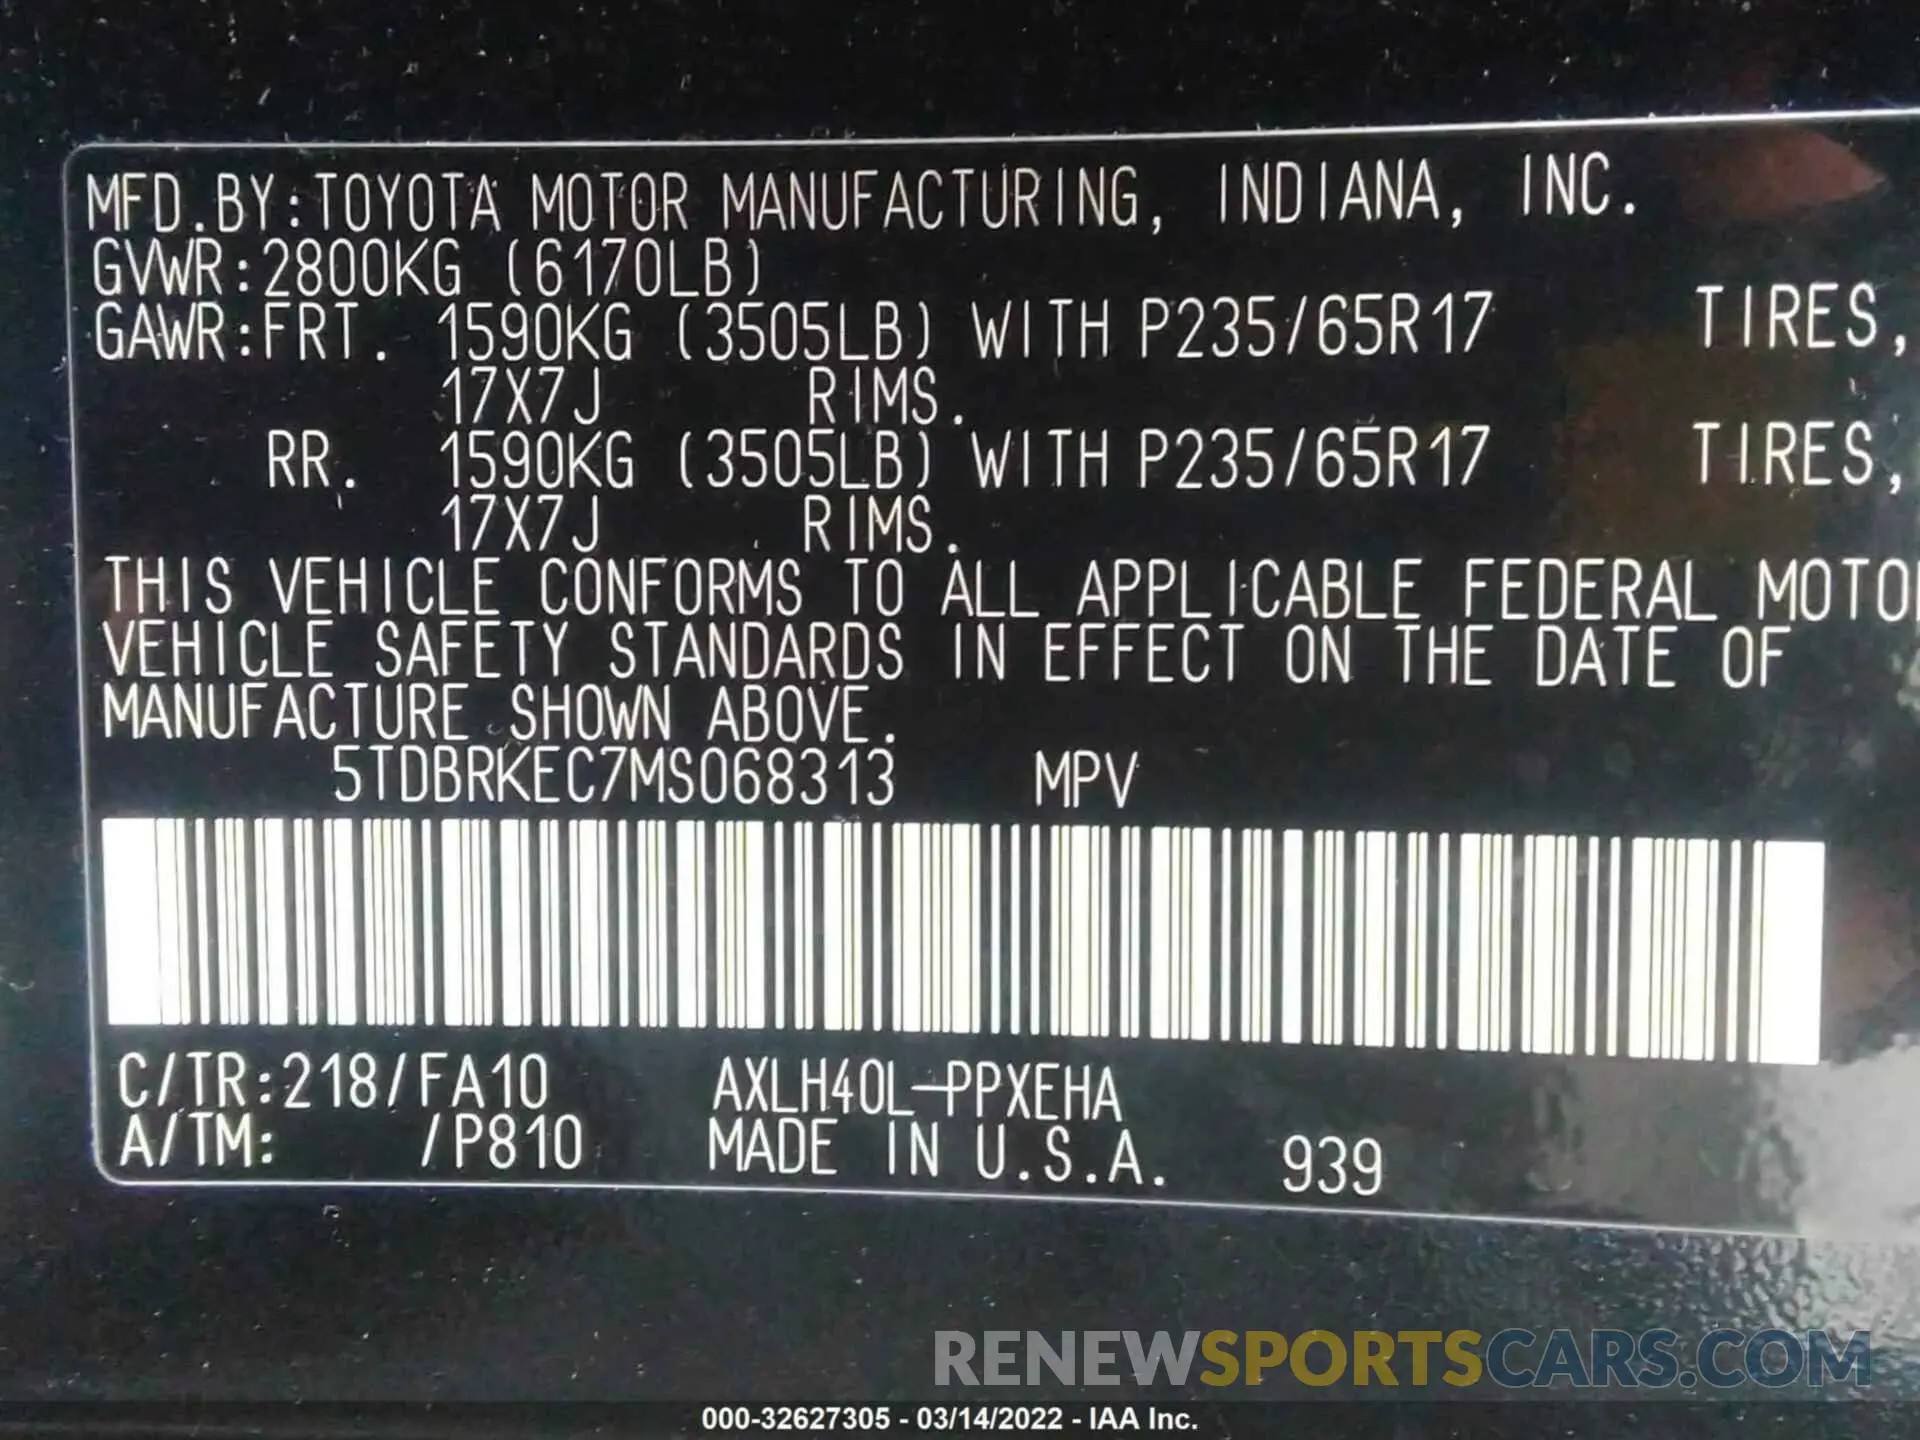 MFD.BY:TOYOTA MOTOR MANUFACTURING, INDIANA, INC.
GVWR:2800KG (6170LB)
GAWR:FRT. 1590KG (3505LB) WITH P235/65R17 TIRES,
17X7J RIMS.
RR. 1590KG (3505LB) WITH P235/65R17 TIRES,
17X7J RIMS.
THIS VEHICLE CONFORMS TO ALL APPLICABLE FEDERAL MOTO
VEHICLE SAFETY STANDARDS IN EFFECT ON THE DATE OF
MANUFACTURE SHOWN ABOVE.
5TDBRKEC7MS068313 MPV
C/TR:218/FA10 AXLH40L-PPXEHA
A/TM: /P810 MADE IN U.S.A. 939
RENEWSPORTSCARS.COM
000-32627305 - 03/14/2022 - IAA Inc.